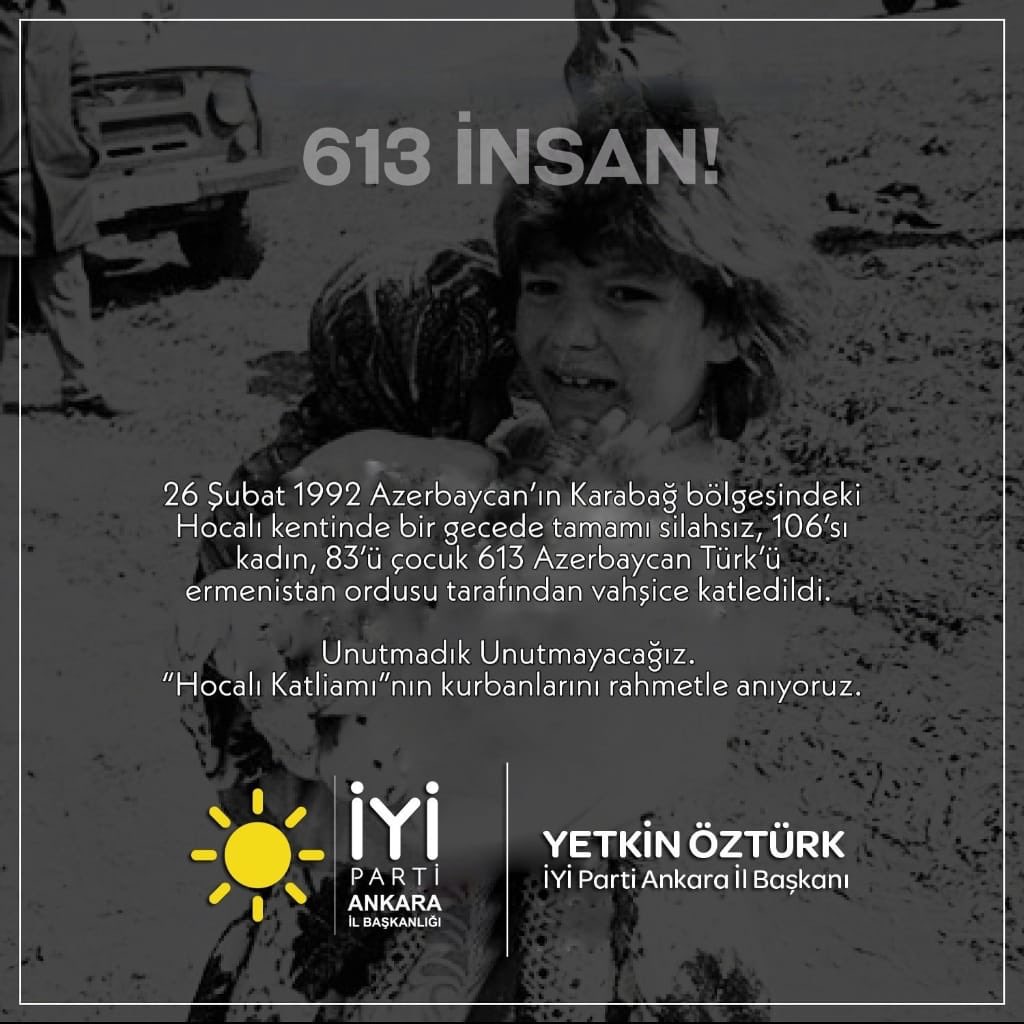 613 İNSAN!
26 Şubat 1992 Azerbaycan'ın Karabağ bölgesindeki
Hocalı kentinde bir gecede tamamı silahsız, 106'sı
kadın, 83'ü çocuk 613 Azerbaycan Türk'ü
ermenistan ordusu tarafından vahşice katledildi.
Unutmadık Unutmayacağız.
"Hocalı Katliamı"nın kurbanlarını rahmetle anıyoruz.
İYİ
PARTİ
ANKARA
İL BAŞKANLIĞI
YETKİN ÖZTÜRK
İYİ Parti Ankara İl Başkanı